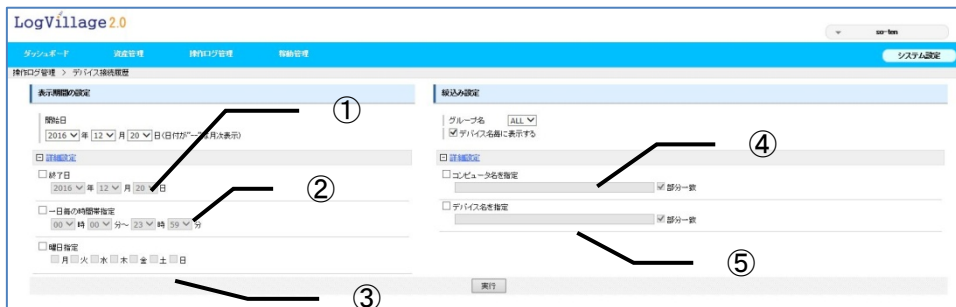 LogVillage 2.0
so-ten
ダッシュボード 資産管理 操作ログ管理 稼動管理 システム設定
操作ログ管理 > デバイス接続履歴
表示期間の設定
開始日
2016 年 12 月 20 日(日付が"--"は月次表示)
詳細設定
終了日
2016 年 12 月 20 日
一日毎の時間帯指定
00 時 00 分～ 23 時 59 分
曜日指定
月 火 水 木 金 土 日
①
②
③
絞込み設定
グループ名 ALL
デバイス名毎に表示する
詳細設定
コンピュータ名を指定
部分一致
デバイス名を指定
部分一致
④
⑤
実行